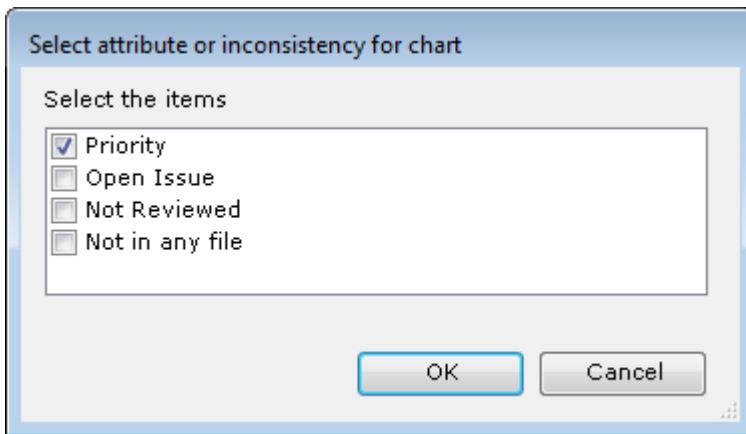 Select attribute or inconsistency for chart
Select the items
Priority
Open Issue
Not Reviewed
Not in any file
OK
Cancel